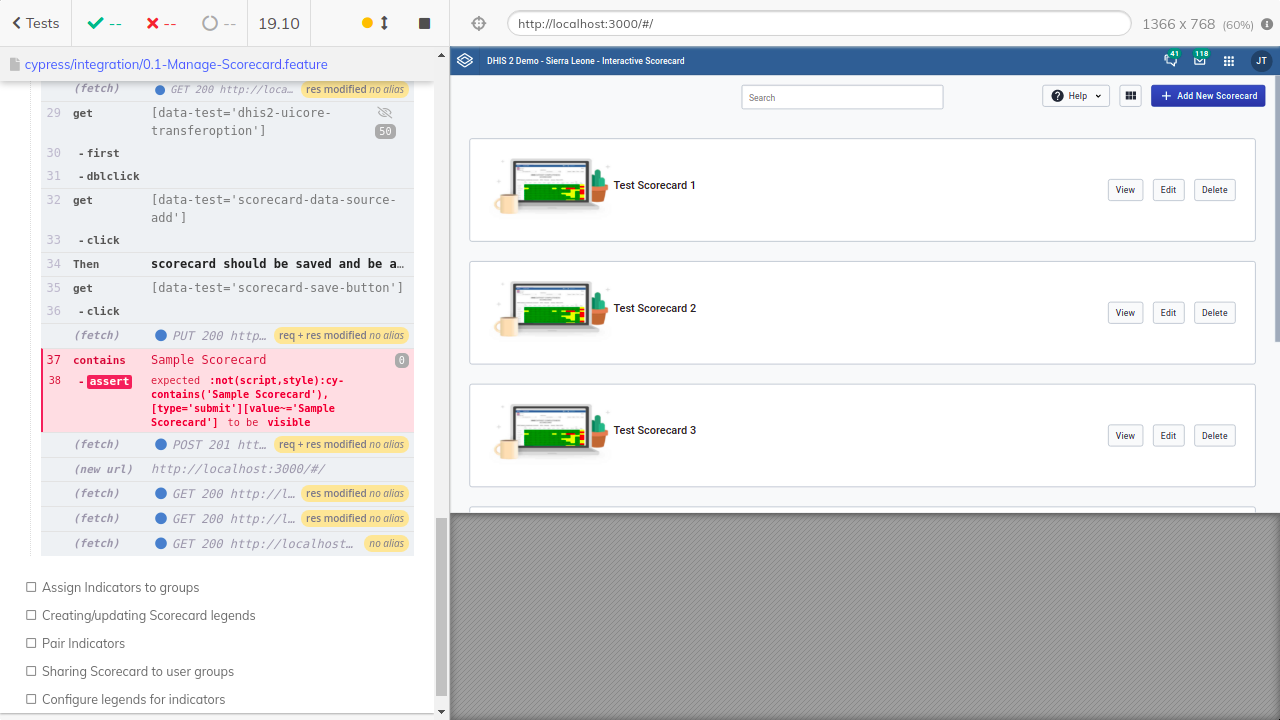 Tests
--
--
--
19.10
http://localhost:3000/#/
1366 x 768 (60%)
cypress/integration/0.1-Manage-Scorecard.feature
(fetch) GET 200 http://loca… res modified no alias
29 get [data-test='dhis2-uicore-
transferoption'] 50
30 - first
31 - dblclick
32 get [data-test='scorecard-data-source-
add']
33 - click
34 Then scorecard should be saved and be a…
35 get [data-test='scorecard-save-button']
36 - click
(fetch) PUT 200 http… req + res modified no alias
37 contains Sample Scorecard 0
38 - assert expected :not(script,style):cy-
contains('Sample Scorecard'),
[type='submit'][value~='Sample
Scorecard'] to be visible
(fetch) POST 201 htt… req + res modified no alias
(new url) http://localhost:3000/#/
(fetch) GET 200 http://l… res modified no alias
(fetch) GET 200 http://l… res modified no alias
(fetch) GET 200 http://localhost… no alias
Assign Indicators to groups
Creating/updating Scorecard legends
Pair Indicators
Sharing Scorecard to user groups
Configure legends for indicators
DHIS 2 Demo - Sierra Leone - Interactive Scorecard
41
118
JT
Search
Help
Add New Scorecard
Test Scorecard 1
View Edit Delete
Test Scorecard 2
View Edit Delete
Test Scorecard 3
View Edit Delete